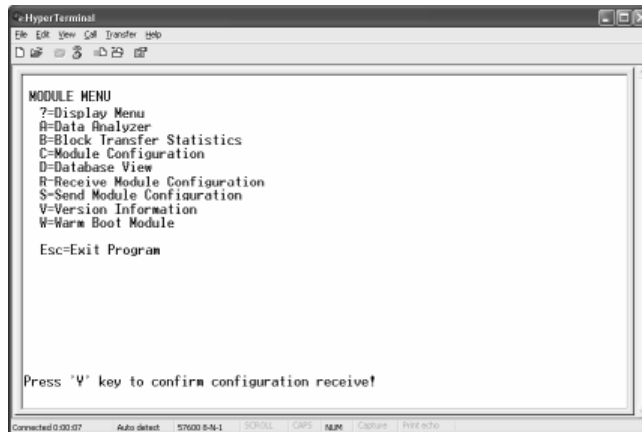 HyperTerminal
File Edit View Call Transfer Help
MODULE MENU
?=Display Menu
A=Data Analyzer
B=Block Transfer Statistics
C=Module Configuration
D=Database View
R=Receive Module Configuration
S=Send Module Configuration
V=Version Information
W=Warm Boot Module
Esc=Exit Program
Press 'Y' key to confirm configuration receive!
Connected 0:00:07 Auto detect 57600 8-N-1 SCROLL CAPS NUM Capture Print echo